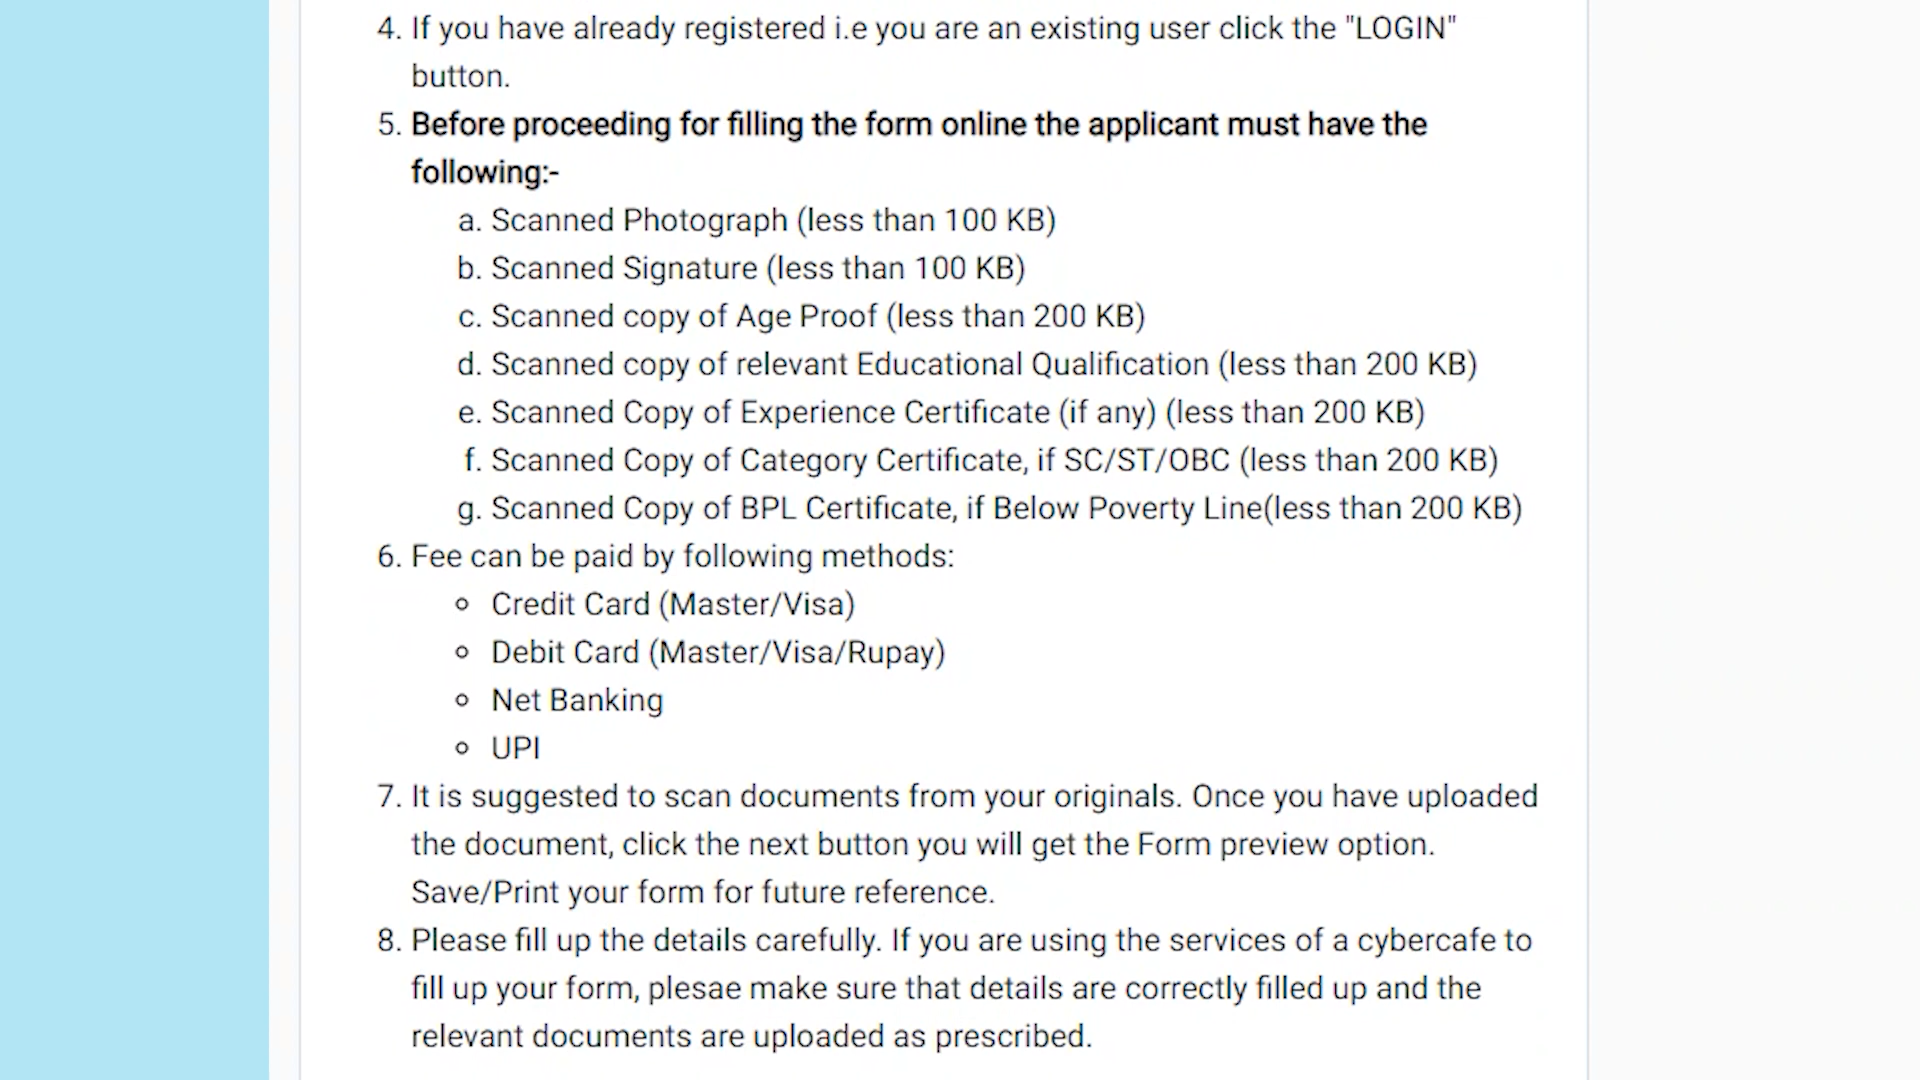 4. If you have already registered i.e you are an existing user click the "LOGIN"
button.
5. Before proceeding for filling the form online the applicant must have the
following:-
a. Scanned Photograph (less than 100 KB)
b. Scanned Signature (less than 100 KB)
c. Scanned copy of Age Proof (less than 200 KB)
d. Scanned copy of relevant Educational Qualification (less than 200 KB)
e. Scanned Copy of Experience Certificate (if any) (less than 200 KB)
f. Scanned Copy of Category Certificate, if SC/ST/OBC (less than 200 KB)
g. Scanned Copy of BPL Certificate, if Below Poverty Line(less than 200 KB)
6. Fee can be paid by following methods:
○ Credit Card (Master/Visa)
○ Debit Card (Master/Visa/Rupay)
○ Net Banking
○ UPI
7. It is suggested to scan documents from your originals. Once you have uploaded
the document, click the next button you will get the Form preview option.
Save/Print your form for future reference.
8. Please fill up the details carefully. If you are using the services of a cybercafe to
fill up your form, plesae make sure that details are correctly filled up and the
relevant documents are uploaded as prescribed.